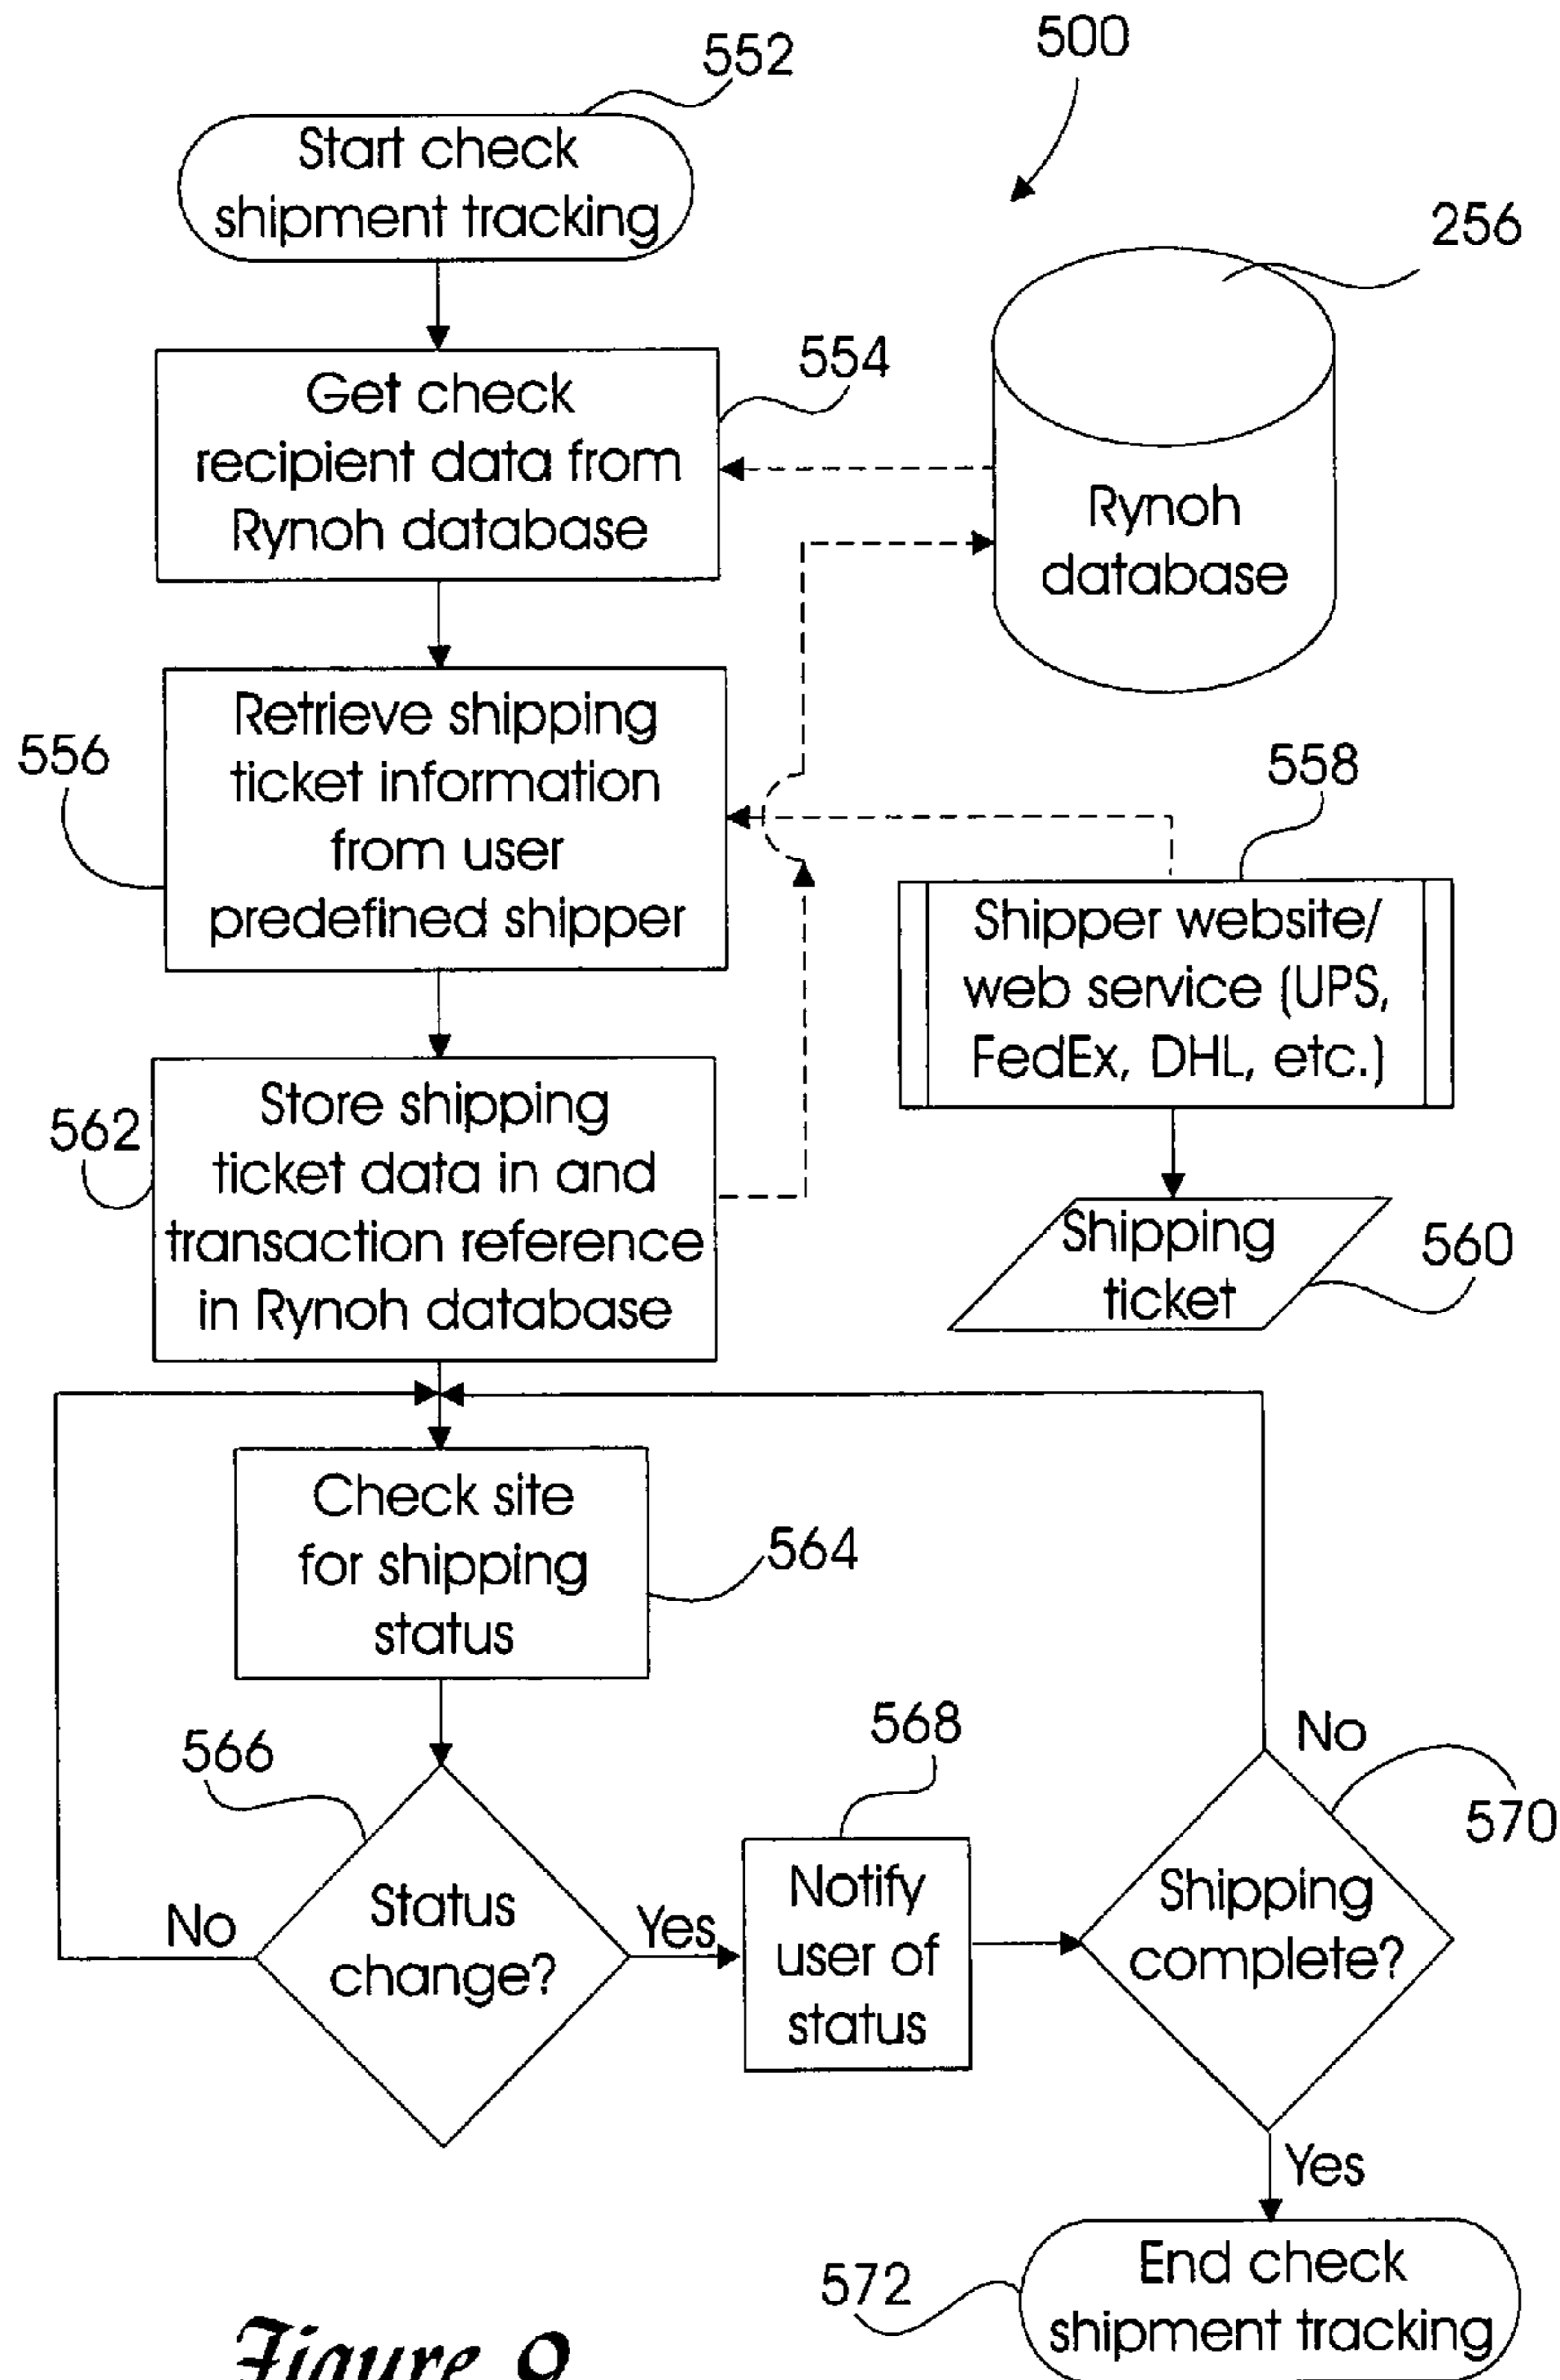 552
500
Start check
shipment tracking
256
554
Get check
recipient data from
Rynoh database
Rynoh
database
556
Retrieve shipping
ticket information
from user
predefined shipper
558
Shipper website/
web service (UPS,
FedEx, DHL, etc.)
562
Store shipping
ticket data in and
transaction reference
in Rynoh database
Shipping
ticket
560
Check site
for shipping
status
564
566
568
No
570
Status
change?
No
Yes
Notify
user of
status
Shipping
complete?
Yes
572
End check
shipment tracking
Figure 9